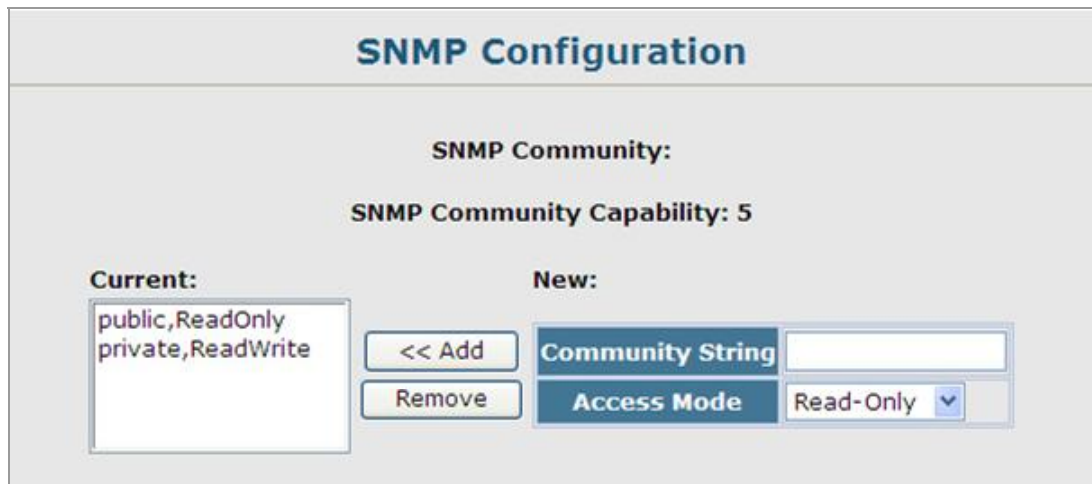 SNMP Configuration
SNMP Community:
SNMP Community Capability: 5
Current:
New:
public,ReadOnly
private,ReadWrite
<< Add
Remove
Community String
Access Mode
Read-Only